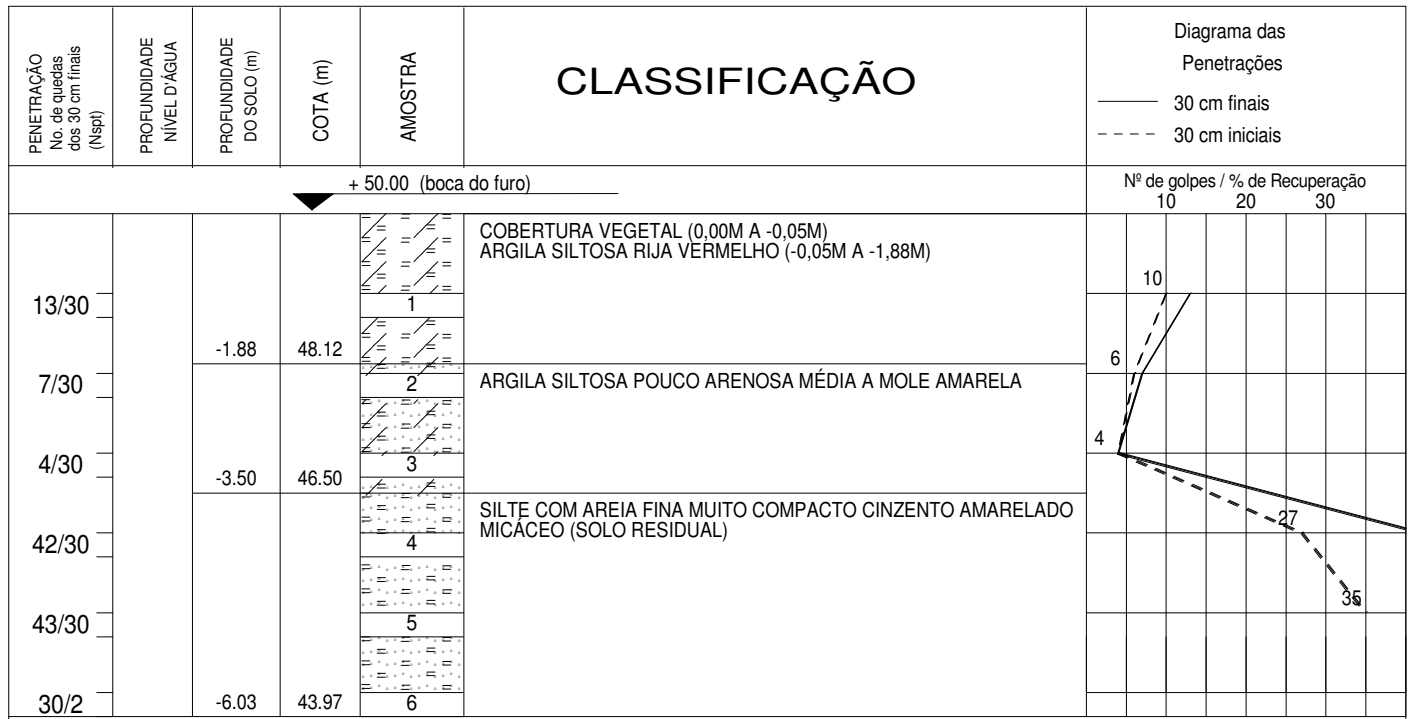 PENETRAÇÃO
No. de quedas
dos 30 cm finais
(Nspt)
PROFUNDIDADE
NÍVEL D'ÁGUA
PROFUNDIDADE
DO SOLO (m)
COTA (m)
AMOSTRA
CLASSIFICAÇÃO
Diagrama das
Penetrações
30 cm finais
30 cm iniciais
+ 50.00 (boca do furo)
Nº de golpes / % de Recuperação
10 20 30
COBERTURA VEGETAL (0,00M A -0,05M)
ARGILA SILTOSA RIJA VERMELHO (-0,05M A -1,88M)
10
13/30
1
-1.88 48.12
6
7/30
2
ARGILA SILTOSA POUCO ARENOSA MÉDIA A MOLE AMARELA
4
4/30
3
-3.50 46.50
SILTE COM AREIA FINA MUITO COMPACTO CINZENTO AMARELADO
MICÁCEO (SOLO RESIDUAL)
27
42/30
4
35
43/30
5
30/2
-6.03 43.97
6